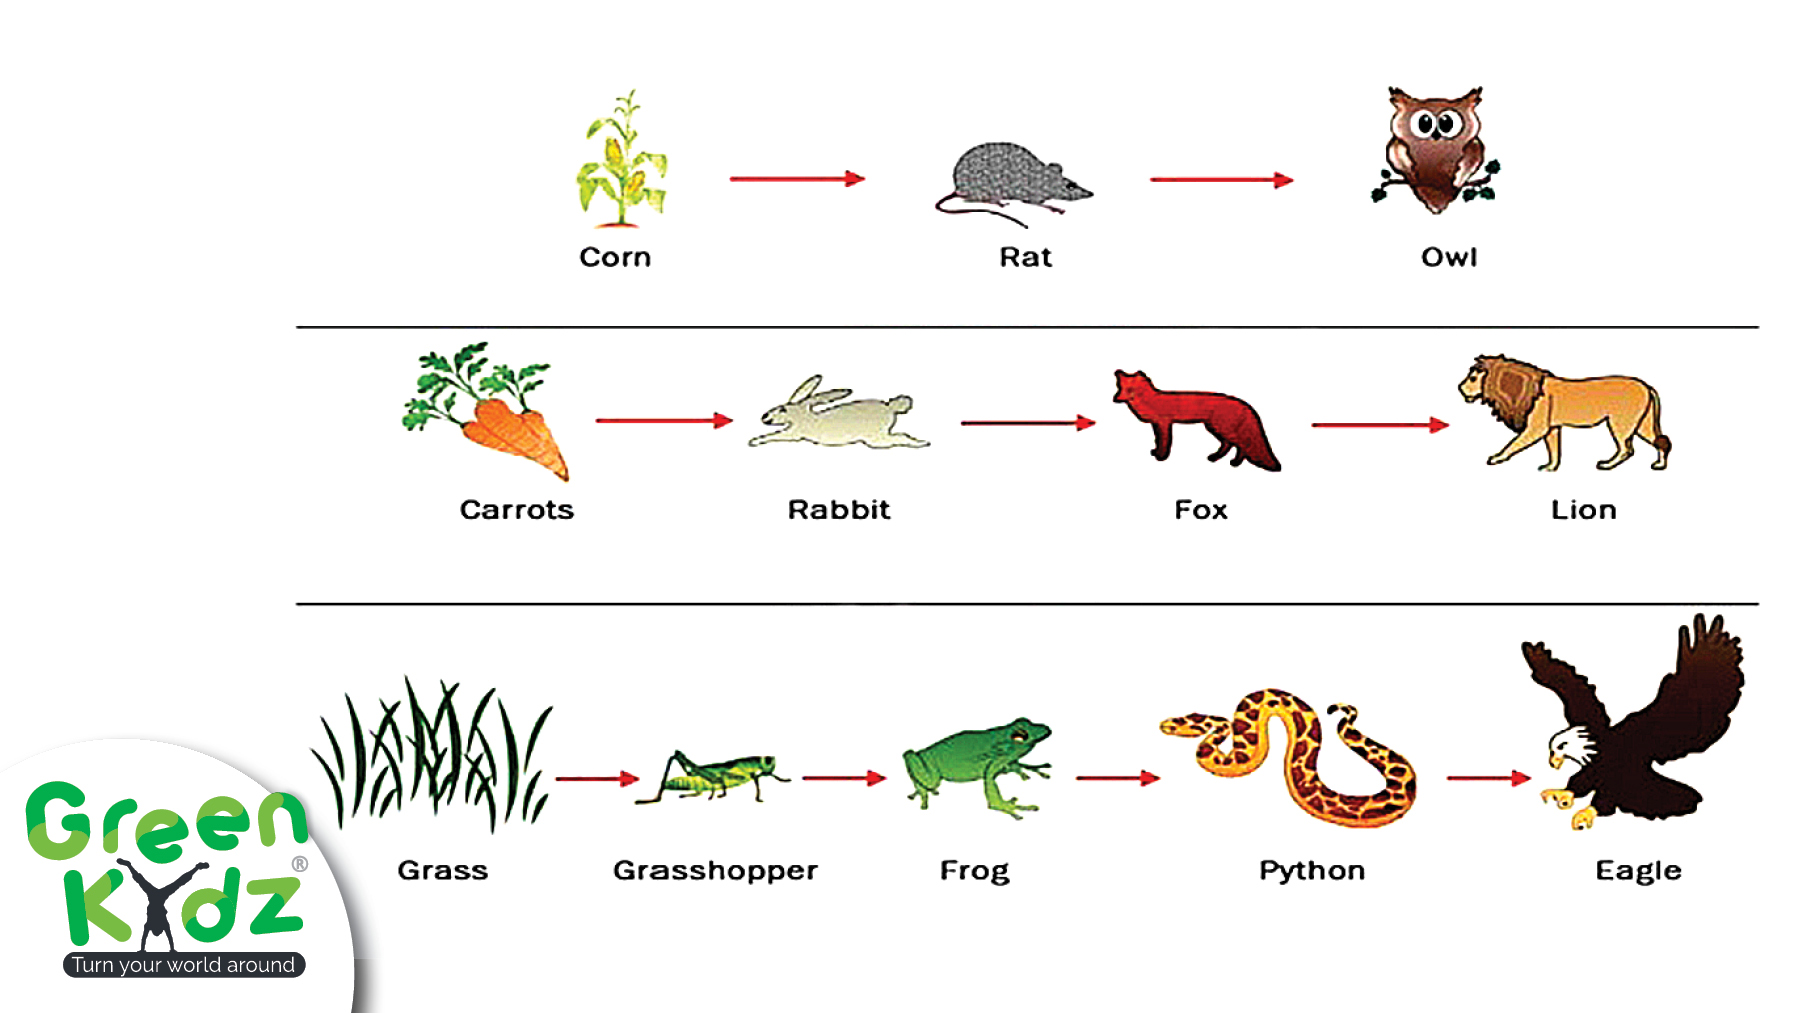 Corn Rat Owl
Carrots Rabbit Fox Lion
Grass Grasshopper Frog Python Eagle
Green
Kydz®
Turn your world around